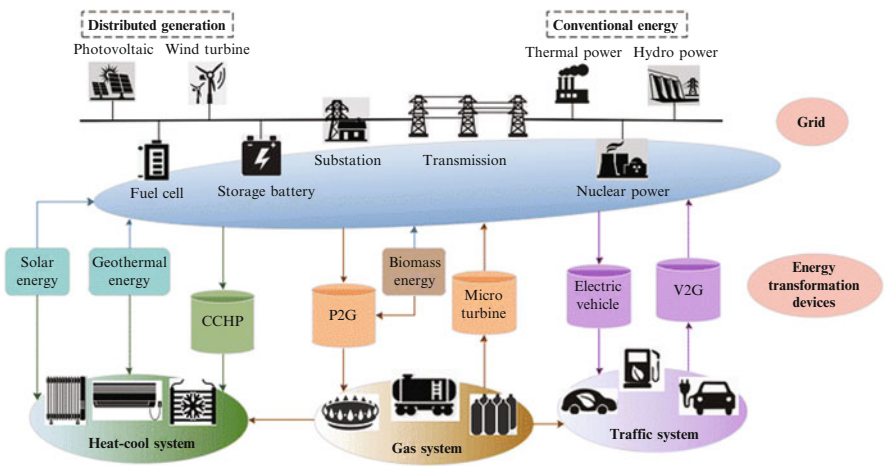 Distributed generation
Conventional energy
Photovoltaic
Wind turbine
Thermal power
Hydro power
Grid
Substation
Transmission
Fuel cell
Storage battery
Nuclear power
Solar
energy
Geothermal
energy
Biomass
energy
Electric
vehicle
V2G
Energy
transformation
devices
CCHP
P2G
Micro
turbine
Heat-cool system
Gas system
Traffic system